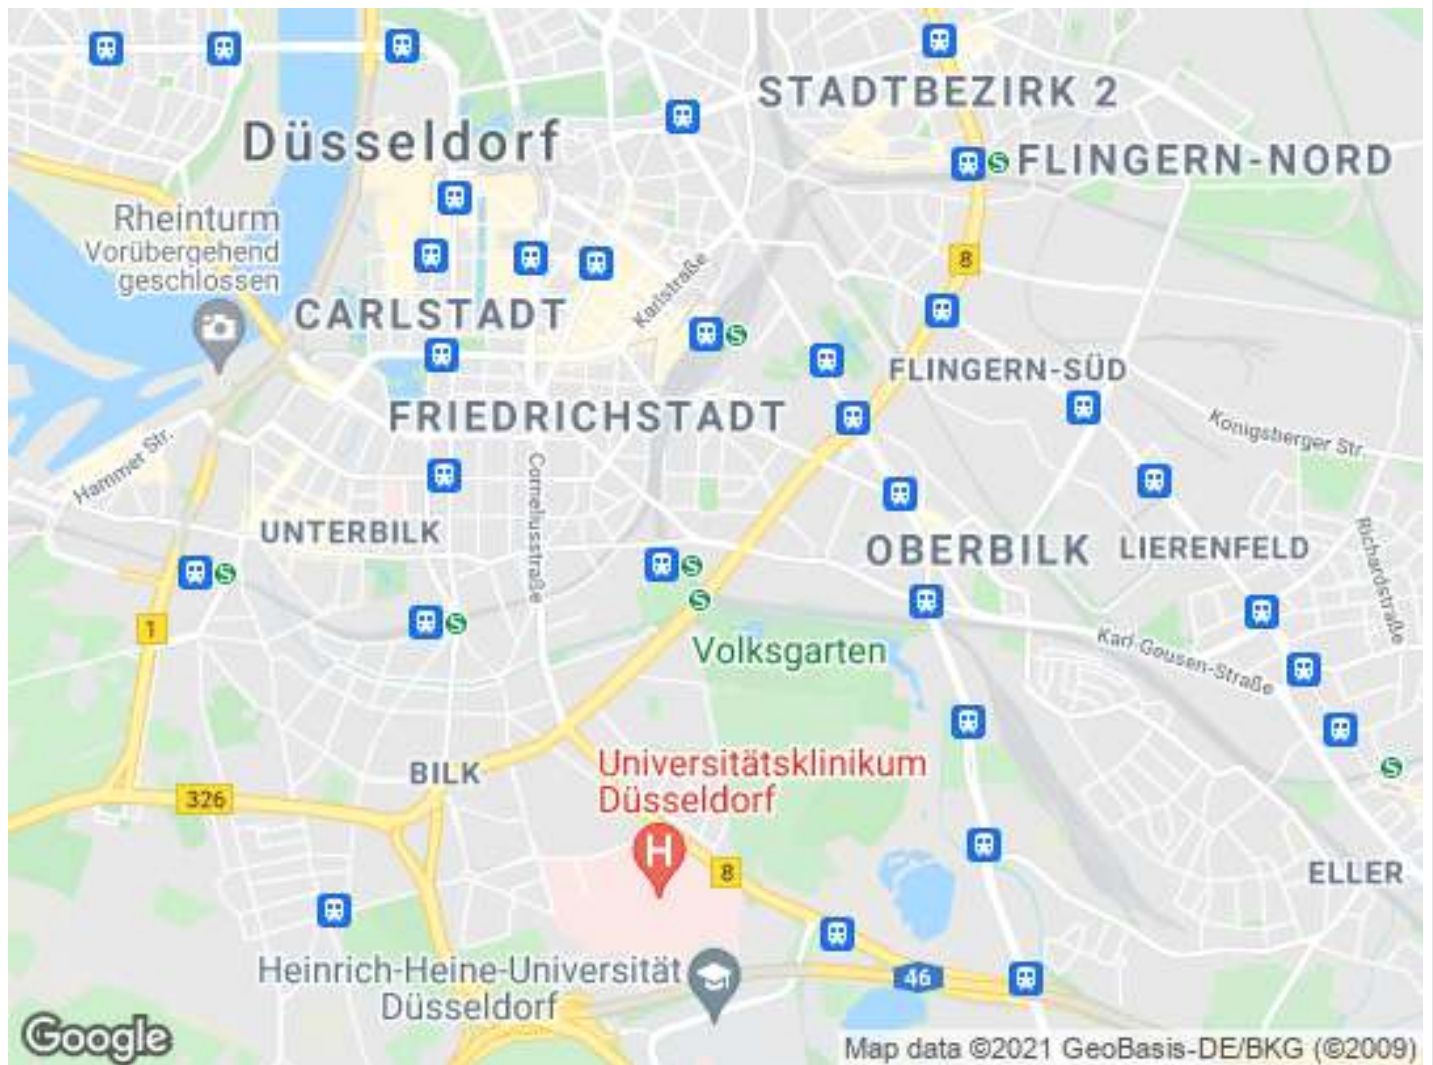 STADTBEZIRK 2
Düsseldorf
S FLINGERN-NORD
Rheinturm
Vorübergehend
geschlossen
8
Karlstraße
CARLSTADT
S
FLINGERN-SÜD
FRIEDRICHSTADT
Königsberger Str.
Hammer Str.
Corneliusstraße
UNTERBILK
OBERBILK
LIERENFELD
Richardstraße
S
S
S
S
1
Volksgarten
Karl-Geusen-Straße
Universitätsklinikum
Düsseldorf
BILK
S
326
H
8
ELLER
Heinrich-Heine-Universität
Düsseldorf
46
Google
Map data ©2021 GeoBasis-DE/BKG (©2009)